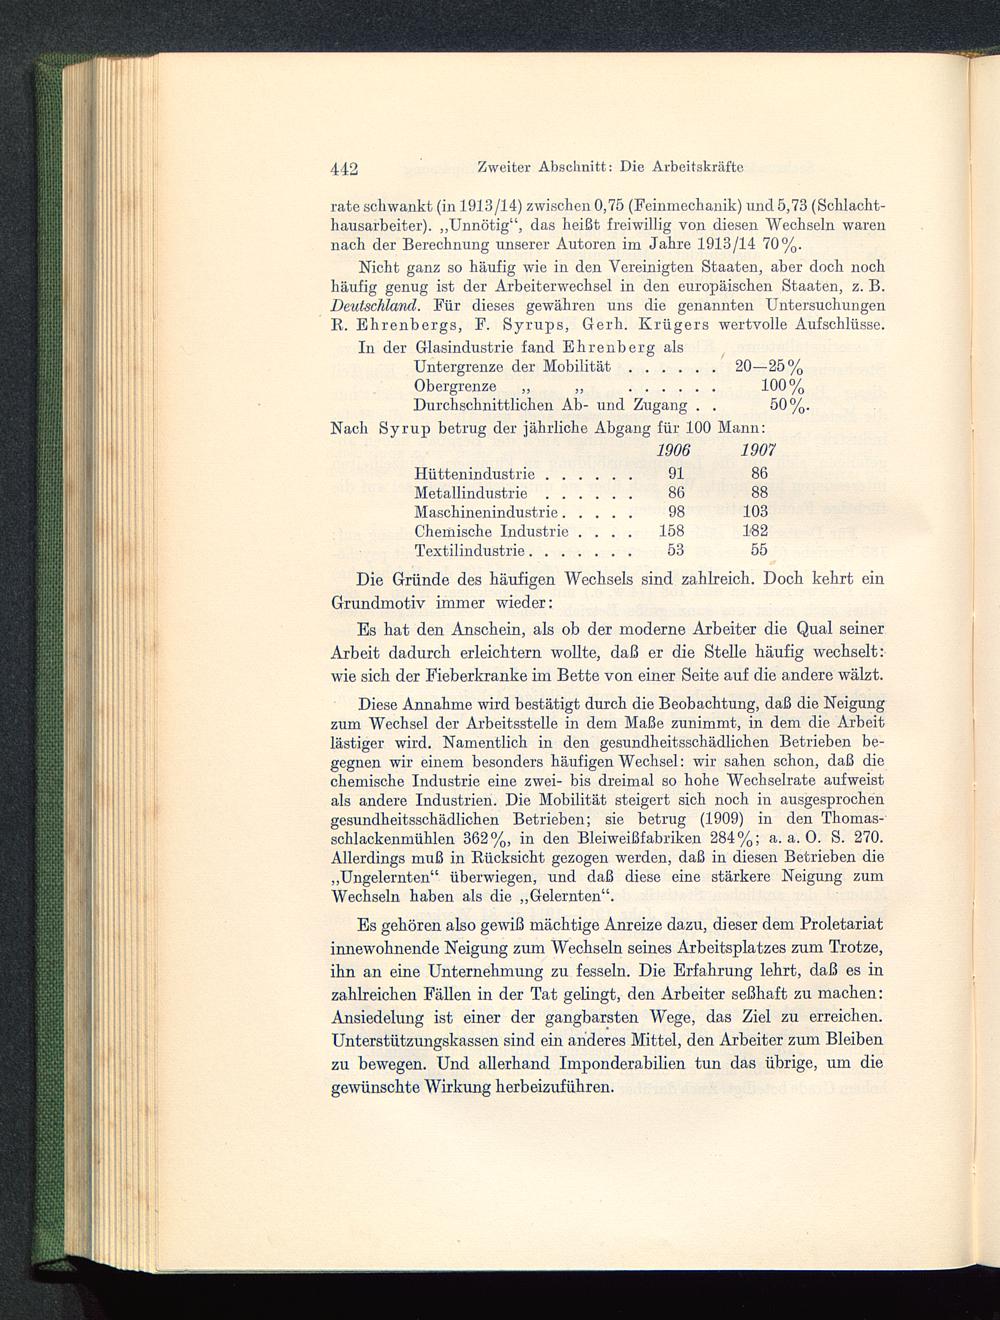 442 Zweiter Abschnitt: Die Arbeitskräfte
rate schwankt (in 1913/14) zwischen 0,75 (Feinmechanik) und 5,73 (Schlacht-
hausarbeiter). „Unnötig“, das heißt freiwillig von diesen Wechseln waren
nach der Berechnung unserer Autoren im Jahre 1913/14 70%.
Nicht ganz so häufig wie in den Vereinigten Staaten, aber doch noch
häufig genug ist der Arbeiterwechsel in den europäischen Staaten, z. B.
Deutschland. Für dieses gewähren uns die genannten Untersuchungen
R. Ehrenbergs, F. Syrups, Gerh. Krügers wertvolle Aufschlüsse.
In der Glasindustrie fand Ehrenberg als
Untergrenze der Mobilität . . . . . . 20—25%
Obergrenze „ „ . . . . . . 100%
Durchschnittlichen Ab- und Zugang . . 50%.
Nach Syrup betrug der jährliche Abgang für 100 Mann:
1906 1907
Hüttenindustrie . . . . . . 91 86
Metallindustrie . . . . . . 86 88
Maschinenindustrie . . . . . 98 103
Chemische Industrie . . . . 158 182
Textilindustrie . . . . . . . 53 55
Die Gründe des häufigen Wechsels sind zahlreich. Doch kehrt ein
Grundmotiv immer wieder:
Es hat den Anschein, als ob der moderne Arbeiter die Qual seiner
Arbeit dadurch erleichtern wollte, daß er die Stelle häufig wechselt:
wie sich der Fieberkranke im Bette von einer Seite auf die andere wälzt.
Diese Annahme wird bestätigt durch die Beobachtung, daß die Neigung
zum Wechsel der Arbeitsstelle in dem Maße zunimmt, in dem die Arbeit
lästiger wird. Namentlich in den gesundheitsschädlichen Betrieben be-
gegnen wir einem besonders häufigen Wechsel: wir sahen schon, daß die
chemische Industrie eine zwei- bis dreimal so hohe Wechselrate aufweist
als andere Industrien. Die Mobilität steigert sich noch in ausgesprochen
gesundheitsschädlichen Betrieben; sie betrug (1909) in den Thomas-
schlackenmühlen 362%, in den Bleiweißfabriken 284%; a. a. O. S. 270.
Allerdings muß in Rücksicht gezogen werden, daß in diesen Betrieben die
„Ungelernten“ überwiegen, und daß diese eine stärkere Neigung zum
Wechseln haben als die „Gelernten“.
Es gehören also gewiß mächtige Anreize dazu, dieser dem Proletariat
innewohnende Neigung zum Wechseln seines Arbeitsplatzes zum Trotze,
ihn an eine Unternehmung zu fesseln. Die Erfahrung lehrt, daß es in
zahlreichen Fällen in der Tat gelingt, den Arbeiter seßhaft zu machen:
Ansiedelung ist einer der gangbarsten Wege, das Ziel zu erreichen.
Unterstützungskassen sind ein anderes Mittel, den Arbeiter zum Bleiben
zu bewegen. Und allerhand Imponderabilien tun das übrige, um die
gewünschte Wirkung herbeizuführen.